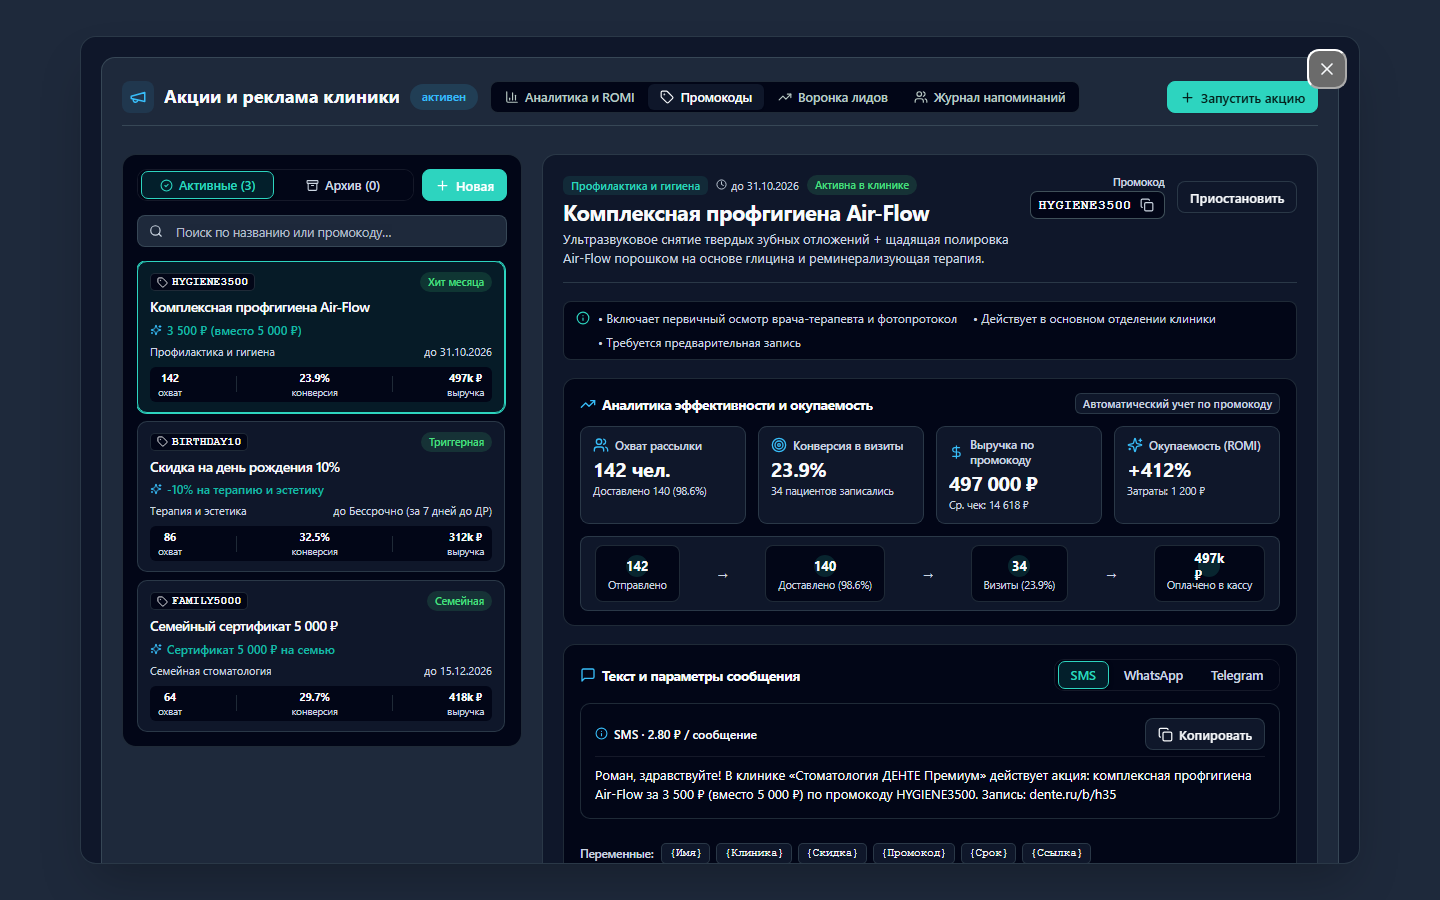 Акции и реклама клиники
активен
Аналитика и ROMI
Промокоды
Воронка лидов
Журнал напоминаний
Запустить акцию
Активные (3)
Архив (0)
Новая
Поиск по названию или промокоду...
HYGIENE3500
Хит месяца
Комплексная профгигиена Air-Flow
3 500 ₽ (вместо 5 000 ₽)
Профилактика и гигиена
до 31.10.2026
142
23.9%
497k ₽
охват
конверсия
выручка
BIRTHDAY10
Триггерная
Скидка на день рождения 10%
-10% на терапию и эстетику
Терапия и эстетика
до Бессрочно (за 7 дней до ДР)
86
32.5%
312k ₽
охват
конверсия
выручка
FAMILY5000
Семейная
Семейный сертификат 5 000 ₽
Сертификат 5 000 ₽ на семью
Семейная стоматология
до 15.12.2026
64
29.7%
418k ₽
охват
конверсия
выручка
Профилактика и гигиена
до 31.10.2026
Активна в клинике
Комплексная профгигиена Air-Flow
Ультразвуковое снятие твердых зубных отложений + щадящая полировка
Air-Flow порошком на основе глицина и реминерализующая терапия.
Промокод
HYGIENE3500
Приостановить
• Включает первичный осмотр врача-терапевта и фотопротокол
• Действует в основном отделении клиники
• Требуется предварительная запись
Аналитика эффективности и окупаемость
Автоматический учет по промокоду
Охват рассылки
142 чел.
Доставлено 140 (98.6%)
Конверсия в визиты
23.9%
34 пациентов записались
Выручка по
промокоду
497 000 ₽
Ср. чек: 14 618 ₽
Окупаемость (ROMI)
+412%
Затраты: 1 200 ₽
142
Отправлено
→
140
Доставлено (98.6%)
→
34
Визиты (23.9%)
→
497k
₽
Оплачено в кассу
Текст и параметры сообщения
SMS
WhatsApp
Telegram
SMS · 2.80 ₽ / сообщение
Копировать
Роман, здравствуйте! В клинике «Стоматология ДЕНТЕ Премиум» действует акция: комплексная профгигиена
Air-Flow за 3 500 ₽ (вместо 5 000 ₽) по промокоду HYGIENE3500. Запись: dente.ru/b/h35
Переменные:
{Имя}
{Клиника}
{Скидка}
{Промокод}
{Срок}
{Ссылка}